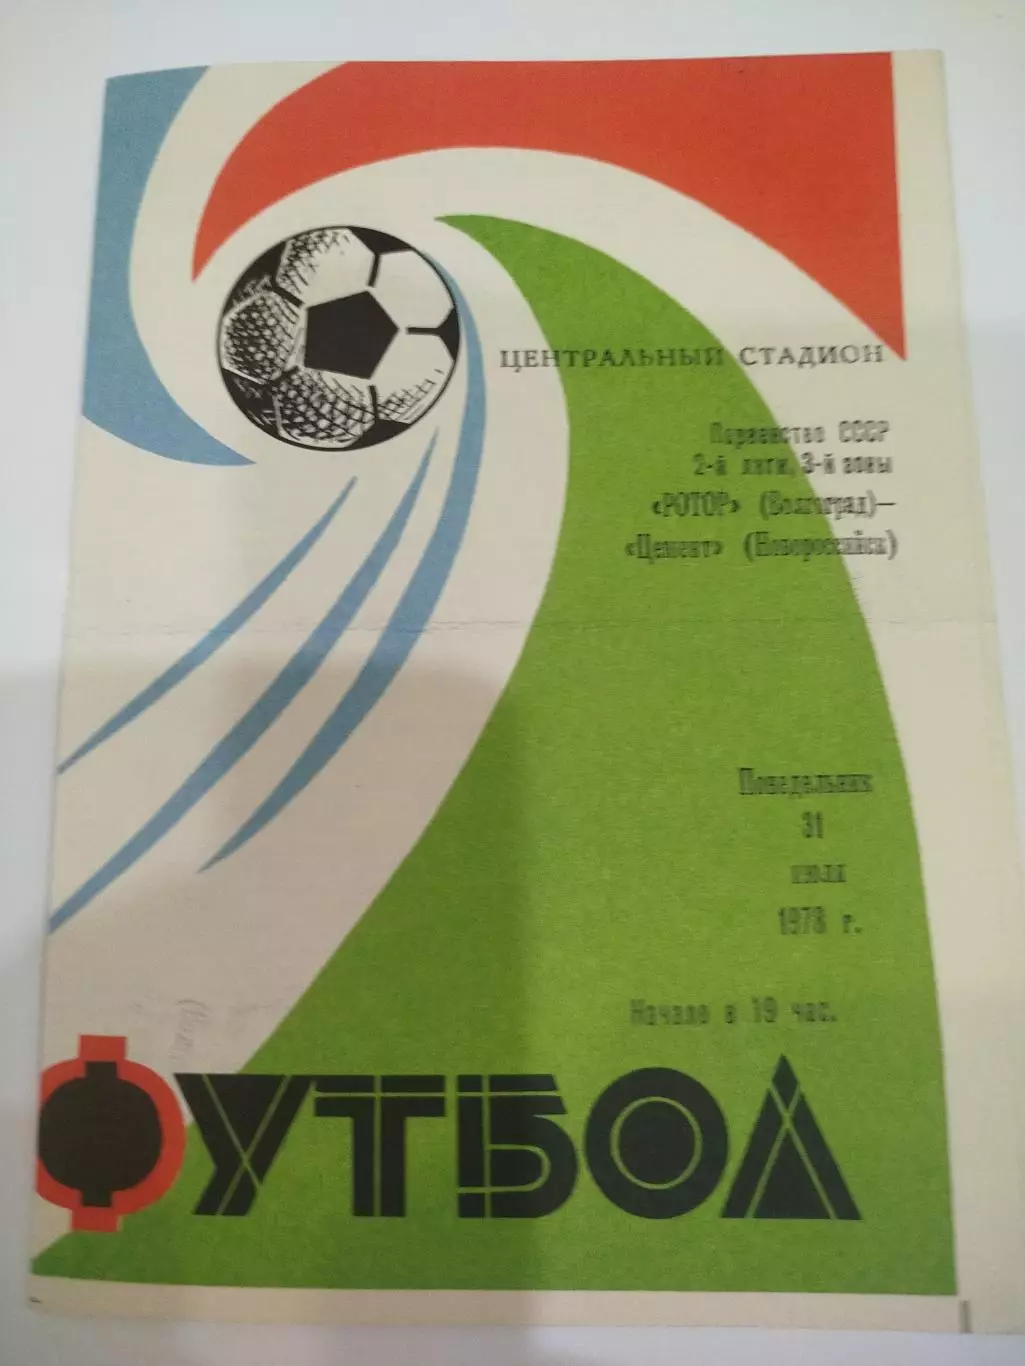 ЦЕНТРАЛЬНЫЙ СТАДИОН
Первенство СССР
2-й лиги, 3-й зоны
«РОТОР» (Волгоград)—
«Цемент» (Новороссийск)
Понедельник
31
июля
1978 г.
Начало в 19 час.
ФУТБОЛ